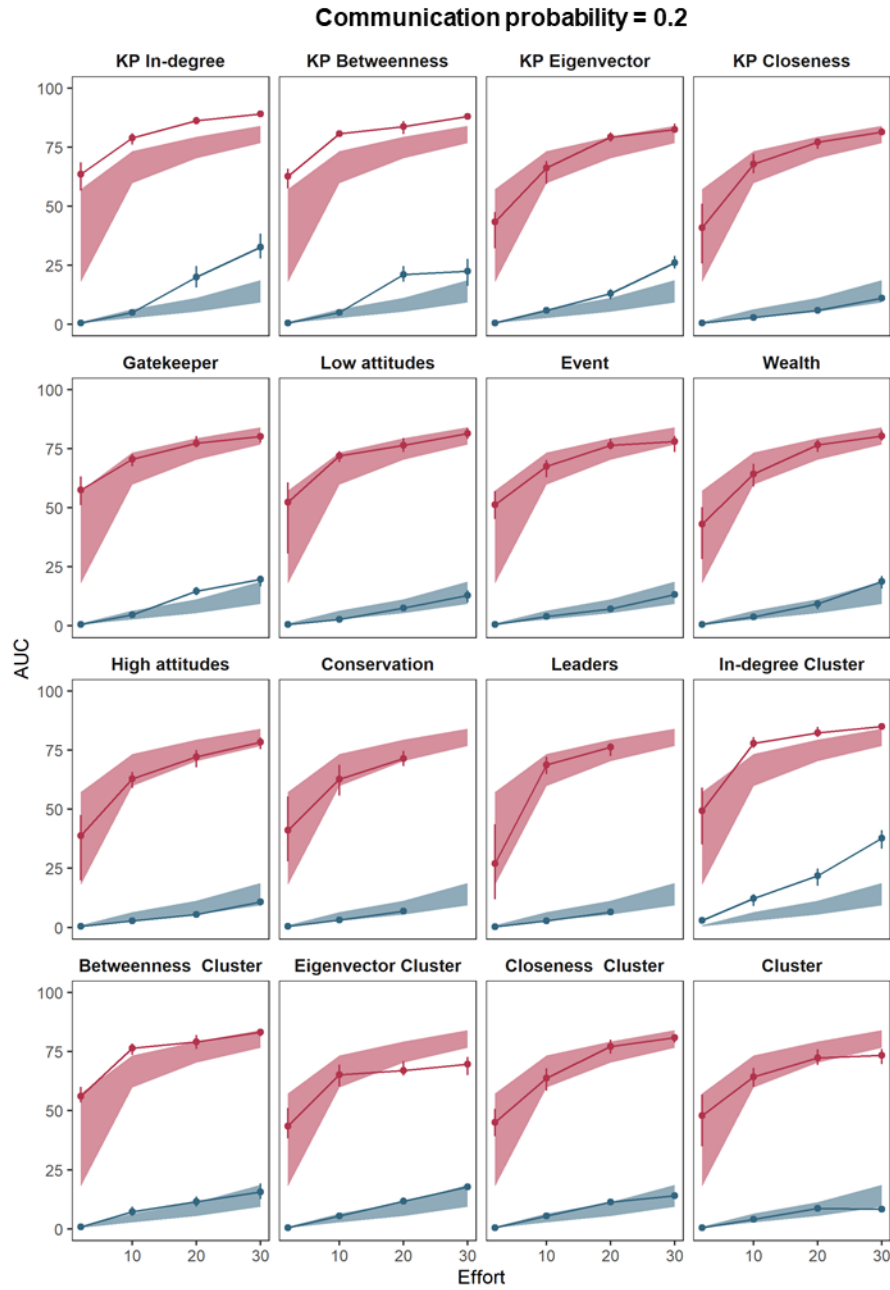 Communication probability = 0.2
KP In-degree KP Betweenness KP Eigenvector KP Closeness
100
75
50
25
0
Gatekeeper Low attitudes Event Wealth
100
75
50
25
0
AUC
High attitudes Conservation Leaders In-degree Cluster
100
75
50
25
0
Betweenness Cluster Eigenvector Cluster Closeness Cluster Cluster
100
75
50
25
0
10 20 30 10 20 30 10 20 30 10 20 30
Effort